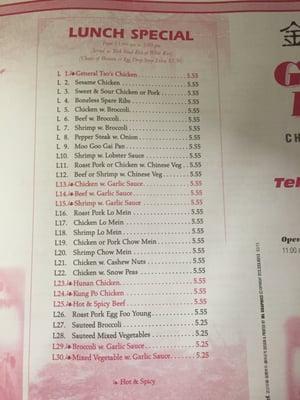 LUNCH SPECIAL
L 1. General Tso's Chicken 5.55
L 2. Sesame Chicken 5.55
L 3. Sweet & Sour Chicken or Pork 5.55
L 4. Boneless Spare Ribs 5.55
L 5. Chicken w. Broccoli 5.55
L 6. Beef w. Broccoli 5.55
L 7. Shrimp w. Broccoli 5.55
L 8. Pepper Steak w. Onion 5.55
L 9. Moo Goo Gai Pan 5.55
L10. Shrimp w. Lobster Sauce 5.55
L11. Roast Pork or Chicken w. Chinese Veg 5.55
L12. Beef or Shrimp w. Chinese Veg 5.55
L13. Chicken w. Garlic Sauce 5.55
L14. Beef w. Garlic Sauce 5.55
L15. Shrimp w. Garlic Sauce 5.55
L16. Roast Pork Lo Mein 5.55
L17. Chicken Lo Mein 5.55
L18. Shrimp Lo Mein 5.55
L19. Chicken or Pork Chow Mein 5.55
L20. Shrimp Chow Mein 5.55
L21. Chicken w. Cashew Nuts 5.55
L22. Chicken w. Snow Peas 5.55
L23. Hunan Chicken 5.55
L24. Kung Po Chicken 5.55
L25. Hot & Spicy Beef 5.55
L26. Roast Pork Egg Foo Young 5.55
L27. Sauteed Broccoli 5.25
L28. Sauteed Mixed Vegetables 5.25
L29. Broccoli w. Garlic Sauce 5.25
L30. Mixed Vegetable w. Garlic Sauce 5.25
Hot & Spicy
金
G
CH
Tel
Open
11:00